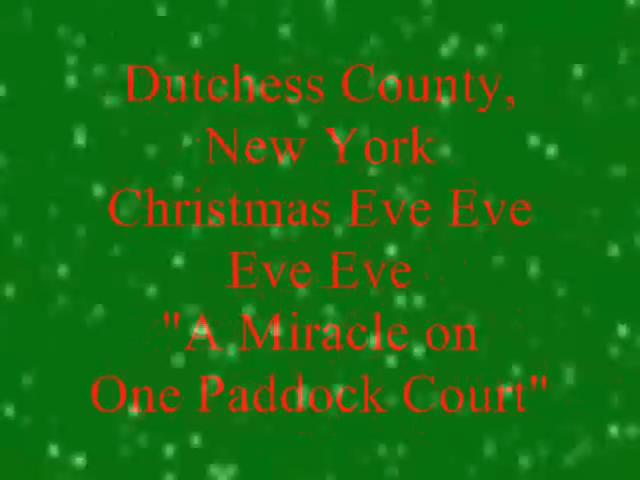 Dutchess County,
New York
Christmas Eve Eve
Eve Eve
"A Miracle on
One Paddock Court"